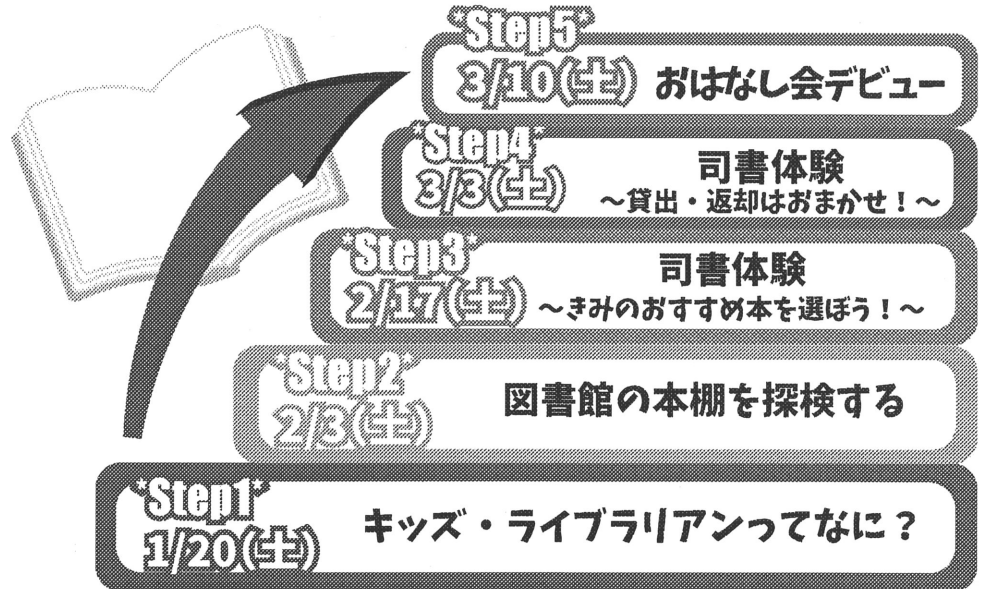 *Step5*
3/10(土) おはなし会デビュー
*Step4*
3/3(土) 司書体験
~貸出・返却はおまかせ!~
*Step3*
2/17(土) 司書体験
~きみのおすすめ本を選ぼう!~
*Step2*
2/3(土) 図書館の本棚を探検する
*Step1*
1/20(土) キッズ・ライブラリアンってなに?